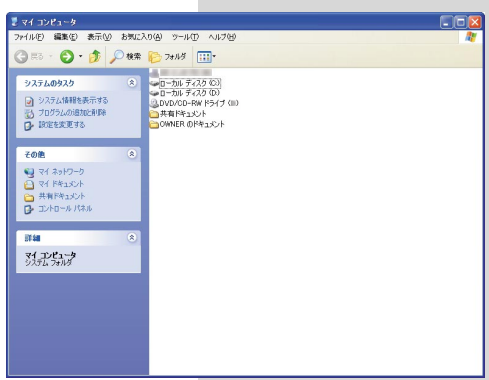 マイ コンピュータ
ファイル(F) 編集(E) 表示(V) お気に入り(A) ツール(T) ヘルプ(H)
戻る 検索 フォルダ
システムのタスク
システム情報を表示する
プログラムの追加と削除
設定を変更する
その他
マイ ネットワーク
マイ ドキュメント
共有ドキュメント
コントロール パネル
詳細
マイ コンピュータ
システム フォルダ
ローカル ディスク (C:)
ローカル ディスク (D:)
DVD/CD-RW ドライブ (H:)
共有ドキュメント
OWNER のドキュメント